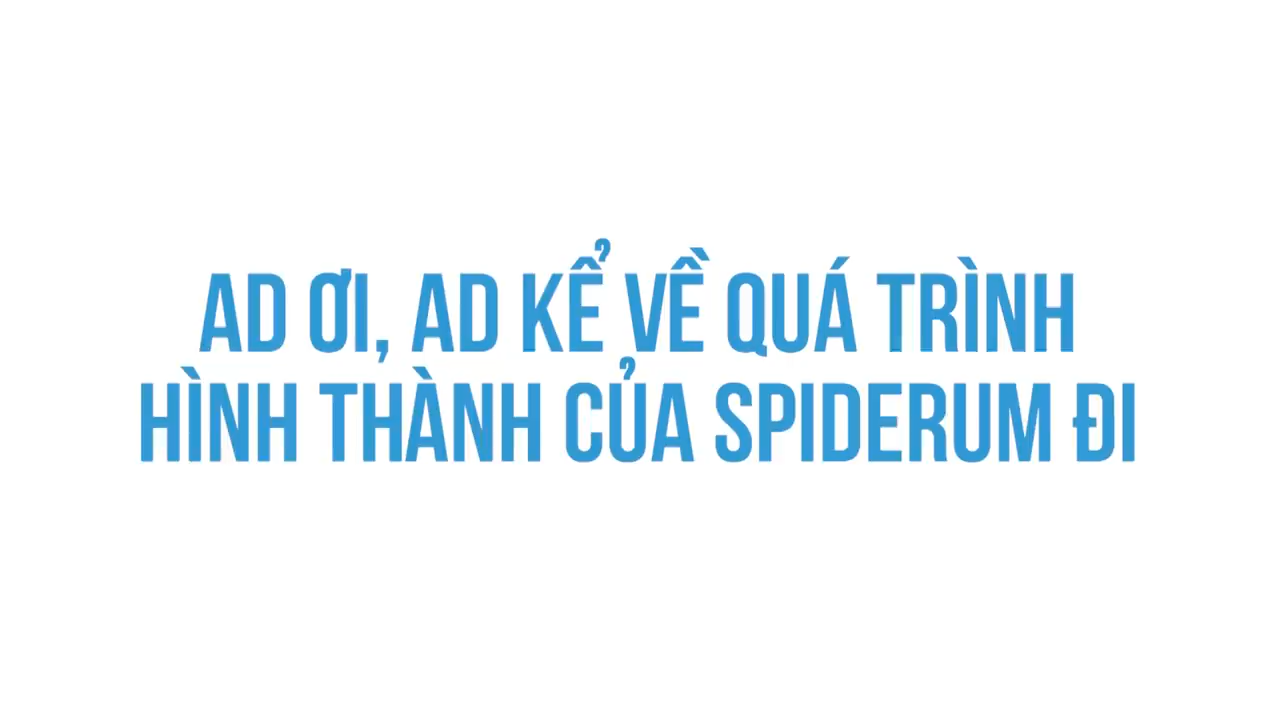 AD ƠI, AD KỂ VỀ QUÁ TRÌNH
HÌNH THÀNH CỦA SPIDERUM ĐI